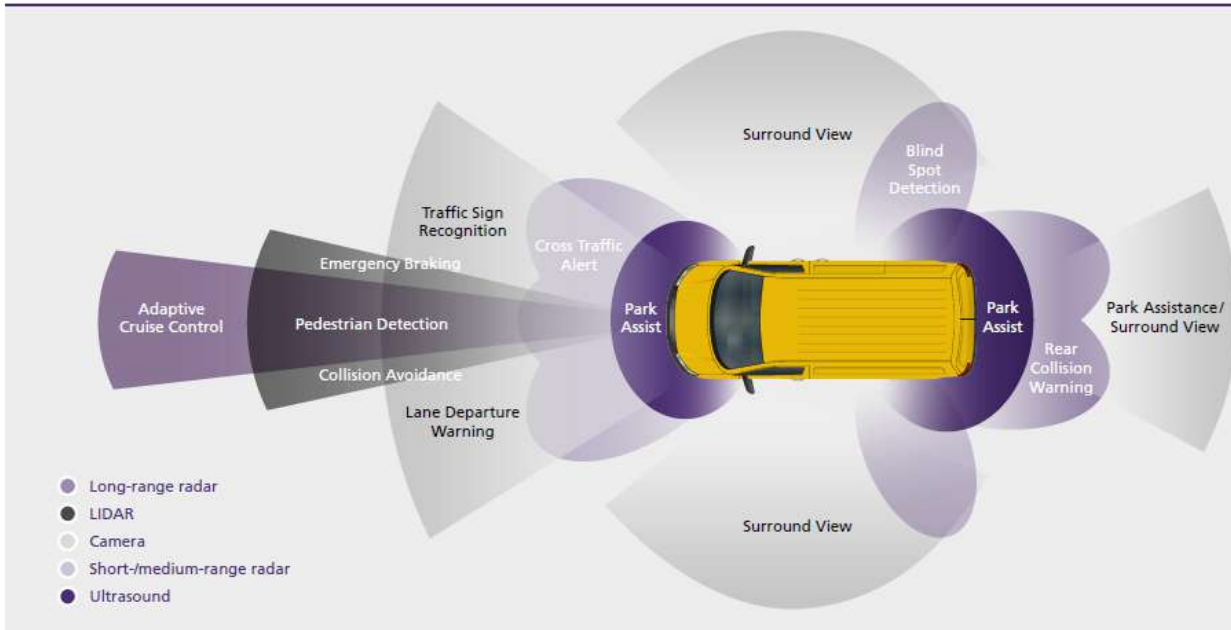 Surround View
Blind
Spot
Detection
Traffic Sign
Recognition
Cross Traffic
Alert
Emergency Braking
Adaptive
Cruise Control
Pedestrian Detection
Park
Assist
Park
Assist
Park Assistance/
Surround View
Rear
Collision
Warning
Collision Avoidance
Lane Departure
Warning
Surround View
Long-range radar
LIDAR
Camera
Short-/medium-range radar
Ultrasound